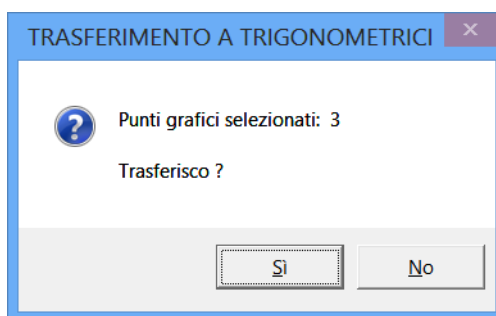 TRASFERIMENTO A TRIGONOMETRICI
Punti grafici selezionati: 3
Trasferisco ?
Sì
No